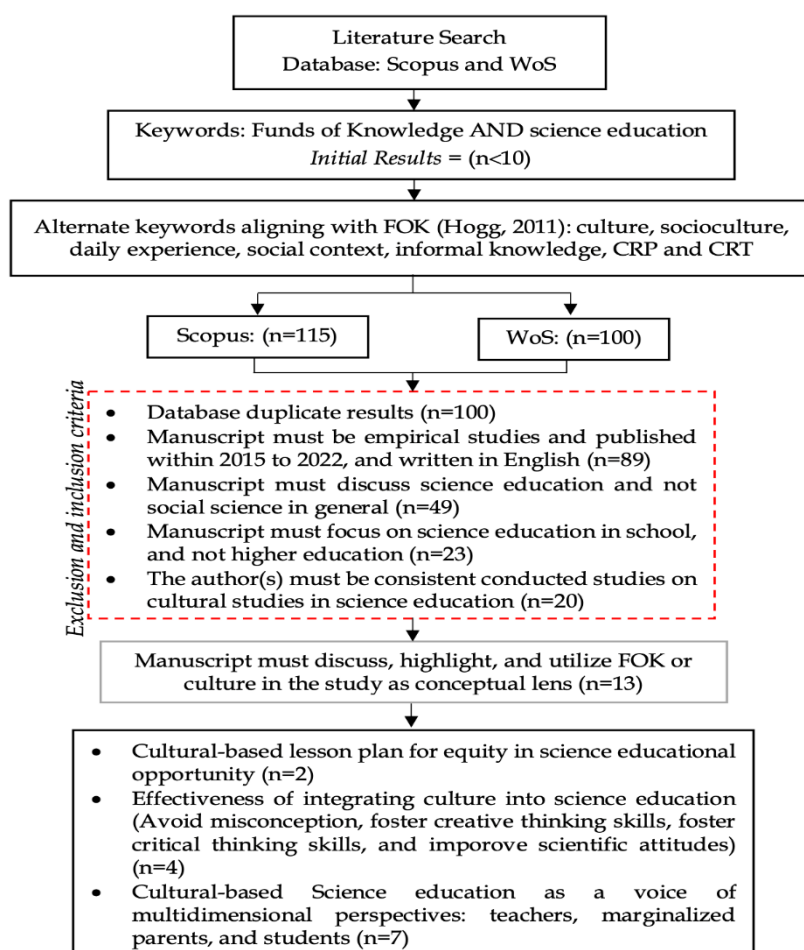 Literature Search
Database: Scopus and WoS
Keywords: Funds of Knowledge AND science education
Initial Results = (n<10)
Alternate keywords aligning with FOK (Hogg, 2011): culture, socioculture,
daily experience, social context, informal knowledge, CRP and CRT
Scopus: (n=115)
WoS: (n=100)
Exclusion and inclusion criteria
• Database duplicate results (n=100)
• Manuscript must be empirical studies and published
within 2015 to 2022, and written in English (n=89)
• Manuscript must discuss science education and not
social science in general (n=49)
• Manuscript must focus on science education in school,
and not higher education (n=23)
• The author(s) must be consistent conducted studies on
cultural studies in science education (n=20)
Manuscript must discuss, highlight, and utilize FOK or
culture in the study as conceptual lens (n=13)
• Cultural-based lesson plan for equity in science educational
opportunity (n=2)
• Effectiveness of integrating culture into science education
(Avoid misconception, foster creative thinking skills, foster
critical thinking skills, and imporove scientific attitudes)
(n=4)
• Cultural-based Science education as a voice of
multidimensional perspectives: teachers, marginalized
parents, and students (n=7)